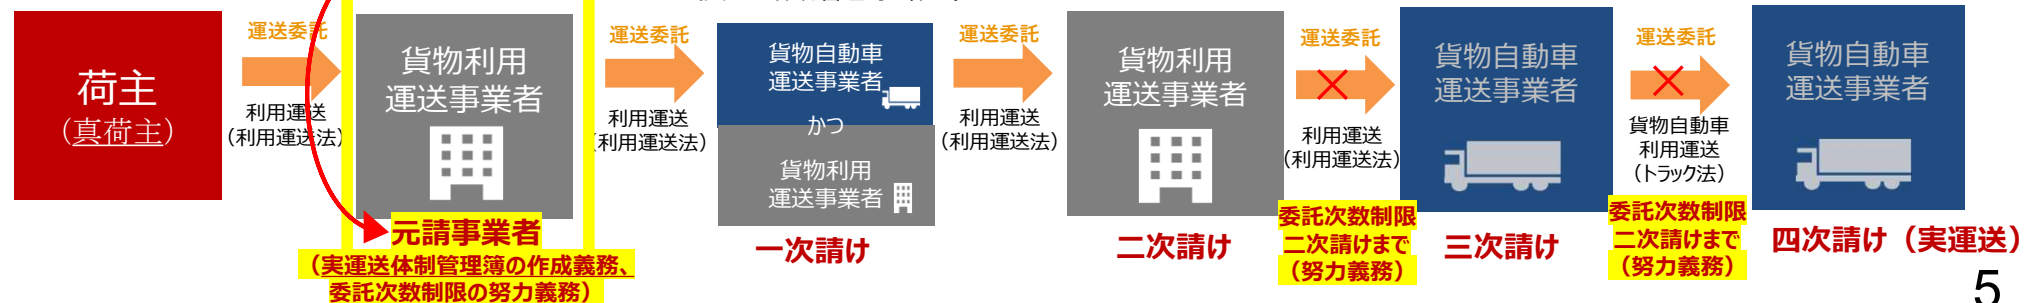 運送委託
運送委託
運送委託
運送委託
運送委託
荷主
（真荷主）
利用運送
（利用運送法）
貨物利用
運送事業者
元請事業者
（実運送体制管理簿の作成義務、
委託次数制限の努力義務）
利用運送
（利用運送法）
貨物自動車
運送事業者
かつ
貨物利用
運送事業者
一次請け
利用運送
（利用運送法）
貨物利用
運送事業者
二次請け
利用運送
（利用運送法）
委託次数制限
二次請けまで
（努力義務）
貨物自動車
運送事業者
三次請け
貨物自動車
利用運送
（トラック法）
委託次数制限
二次請けまで
（努力義務）
貨物自動車
運送事業者
四次請け（実運送）
5